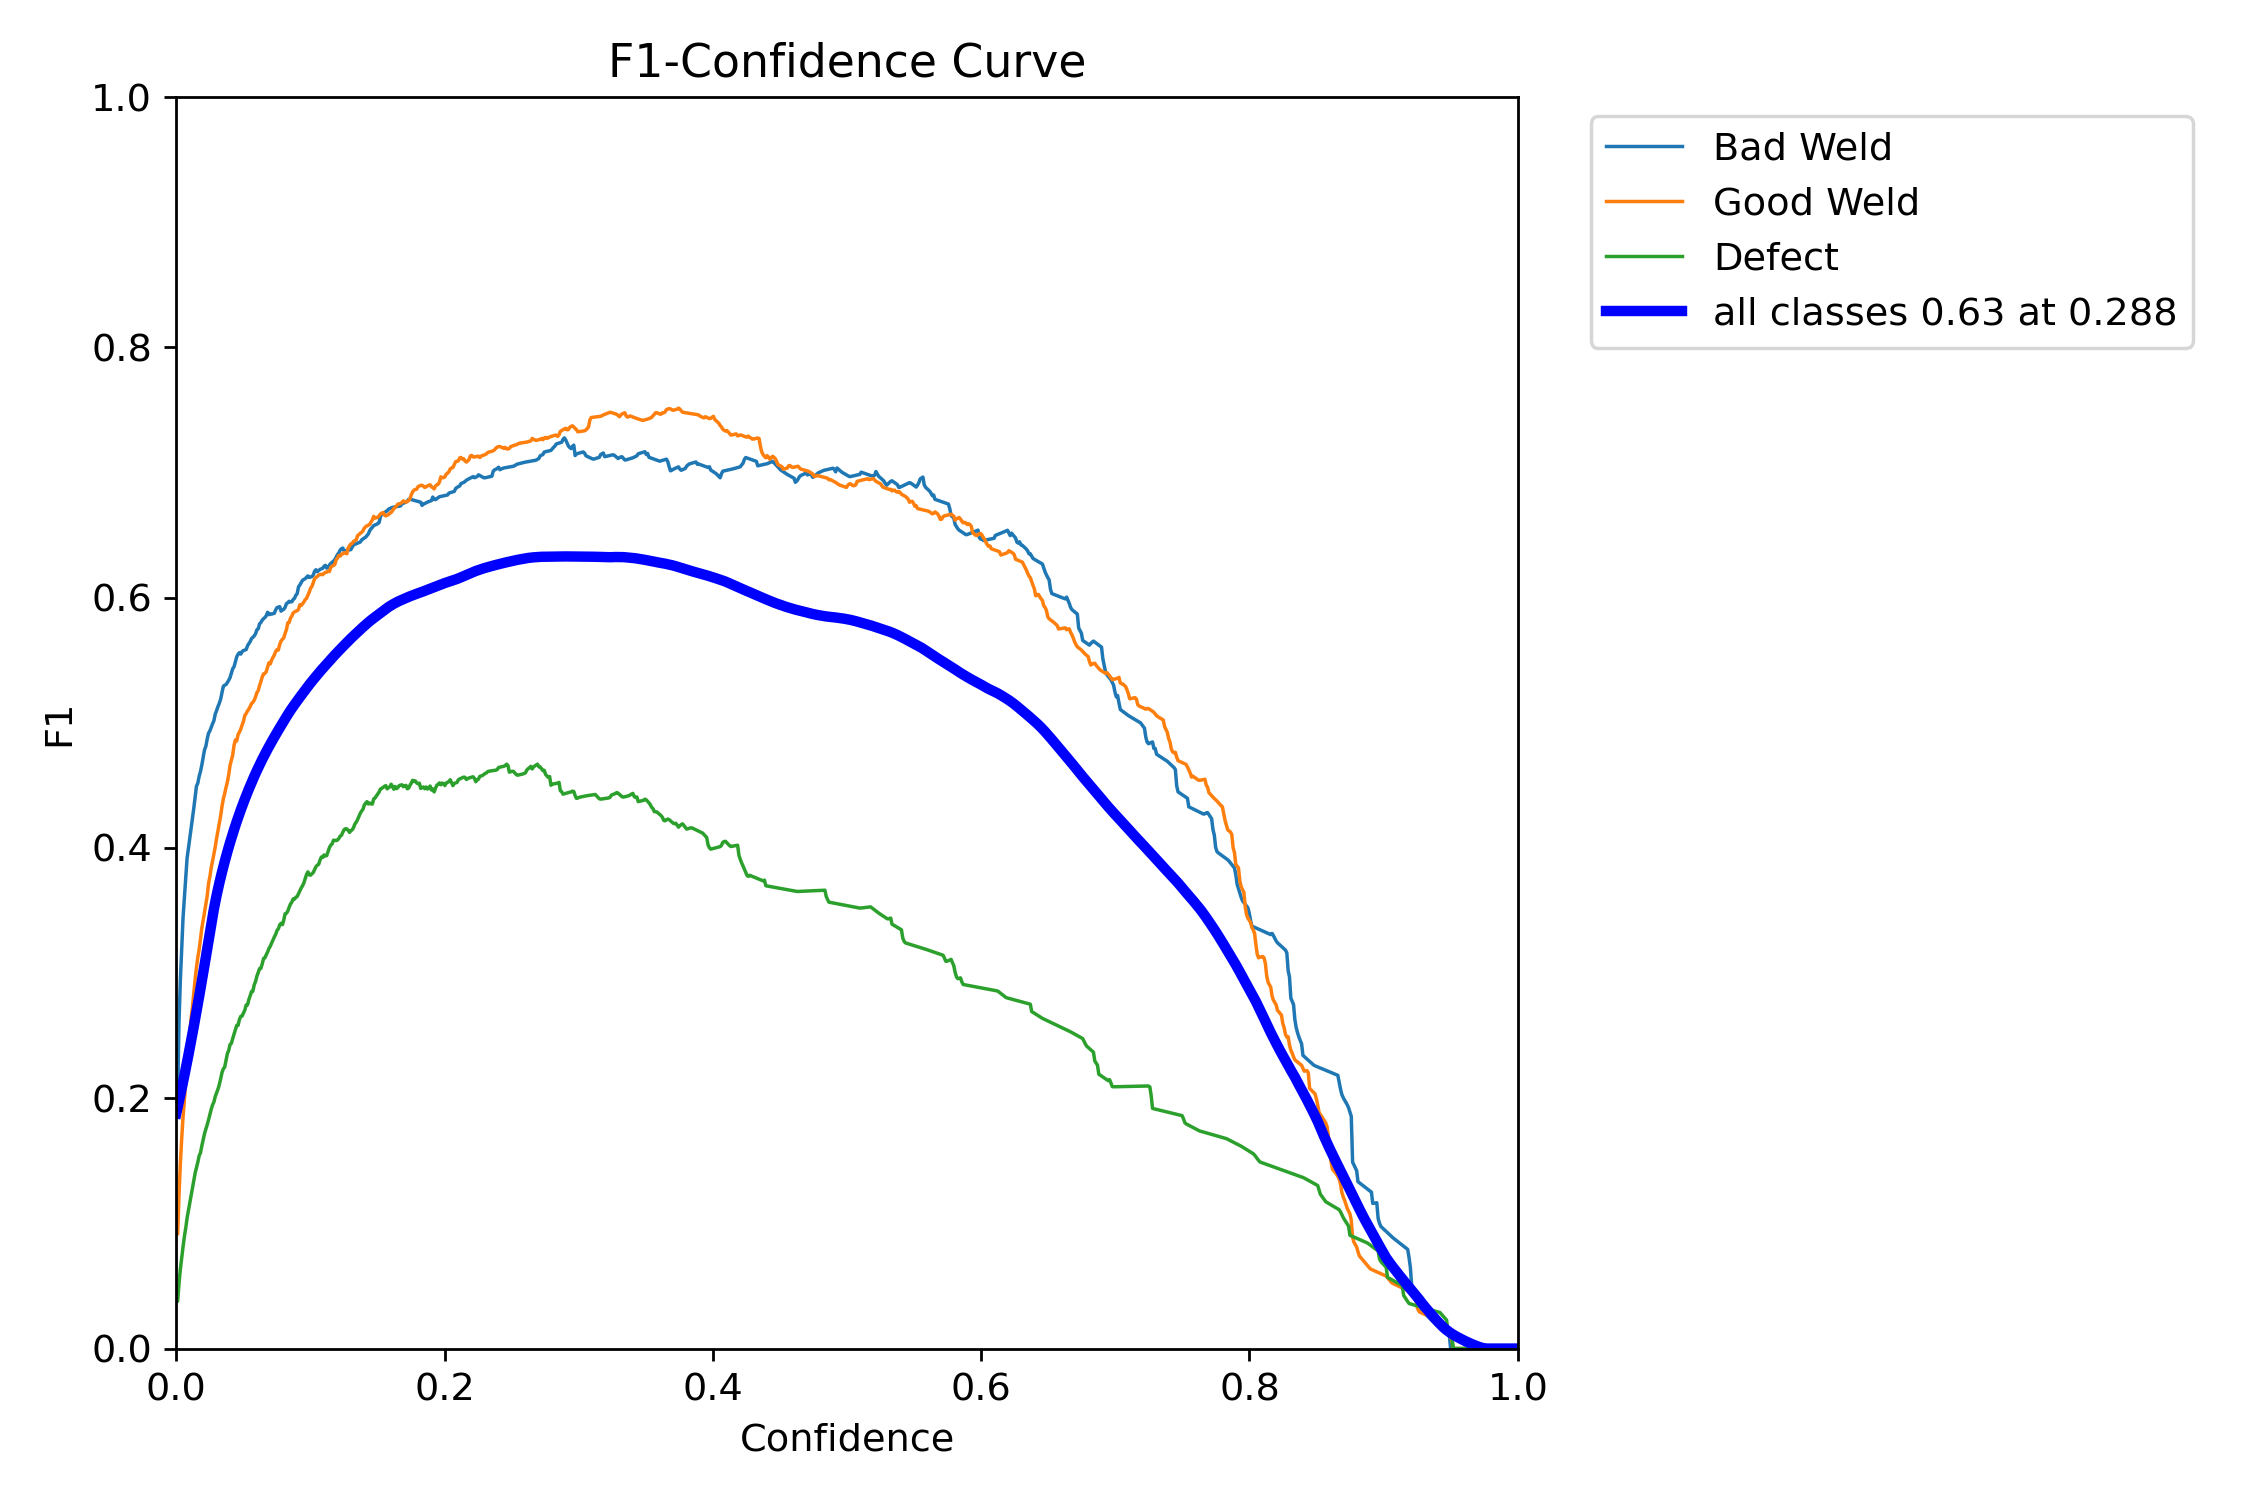 F1-Confidence Curve
1.0
0.8
0.6
0.4
0.2
0.0
F1
0.0 0.2 0.4 0.6 0.8 1.0
Confidence
Bad Weld
Good Weld
Defect
all classes 0.63 at 0.288